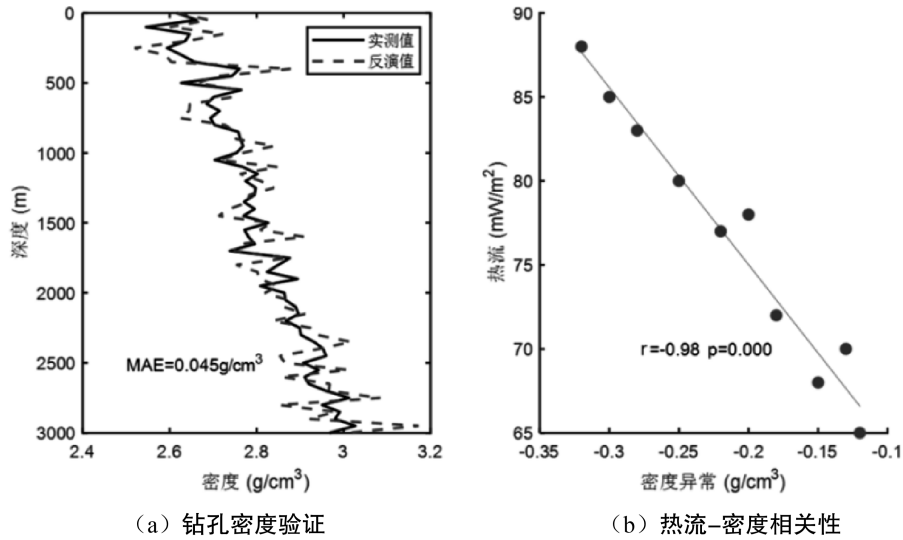 0
500
1000
1500
2000
2500
3000
深度 (m)
2.4 2.6 2.8 3 3.2
密度 (g/cm³)
实测值
反演值
MAE=0.045g/cm³
(a) 钻孔密度验证
90
85
80
75
70
65
热流 (mW/m²)
-0.35 -0.3 -0.25 -0.2 -0.15 -0.1
密度异常 (g/cm³)
r=-0.98 p=0.000
(b) 热流-密度相关性